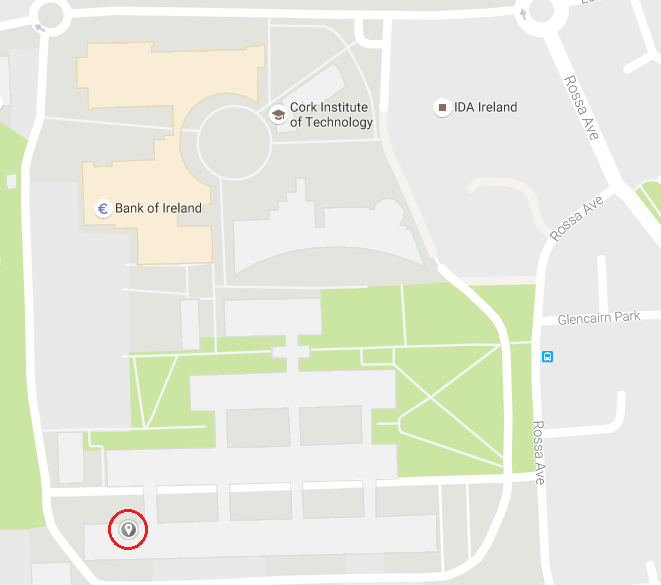 Rossa Ave
Cork Institute
of Technology
IDA Ireland
€
Bank of Ireland
Rossa Ave
Glencairn Park
Rossa Ave